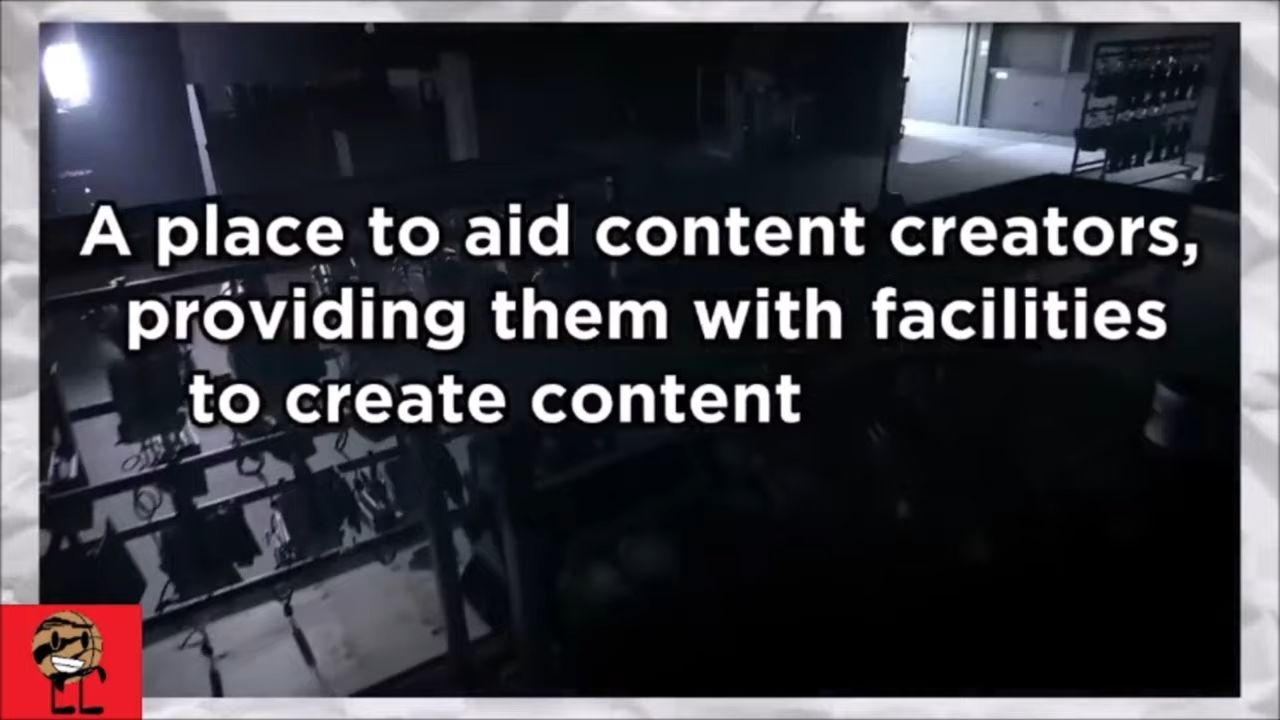 A place to aid content creators,
providing them with facilities
to create content